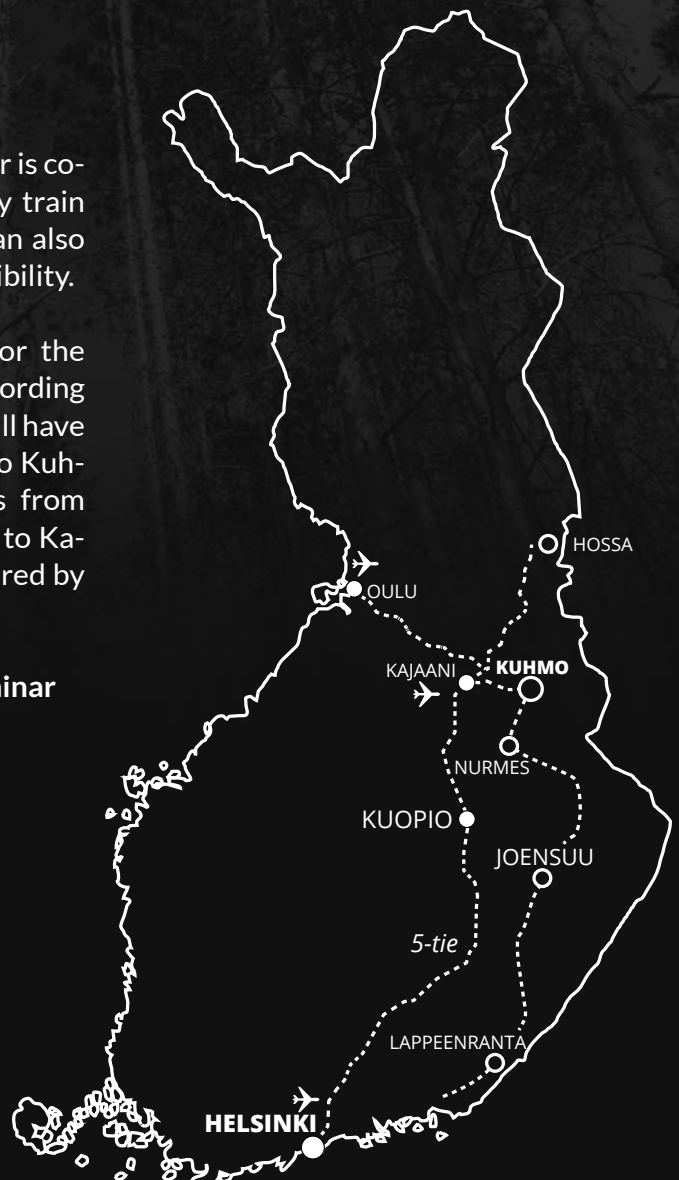 r is co-
y train
an also
ibility.
or the
ording
ll have
o Kuh-
s from
to Ka-
red by
inar
HOSSA
OULU
KAJAANI
KUHMO
NURMES
KUOPIO
JOENSUU
5-tie
LAPPEENRANTA
HELSINKI